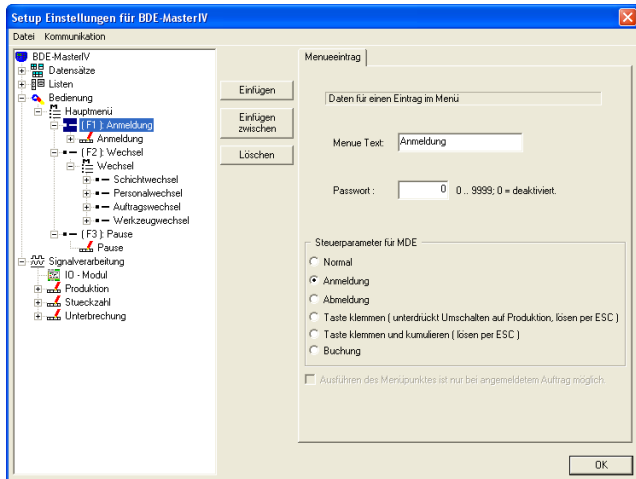 Setup Einstellungen für BDE-MasterIV
Datei Kommunikation
BDE-MasterIV
Datensätze
Listen
Bedienung
Hauptmenü
( F1 ): Anmeldung
Anmeldung
( F2 ): Wechsel
Wechsel
Schichtwechsel
Personalwechsel
Auftragswechsel
Werkzeugwechsel
( F3 ): Pause
Pause
Signalverarbeitung
IO - Modul
Produktion
Stueckzahl
Unterbrechung
Einfügen
Einfügen
zwischen
Löschen
Menueeintrag
Daten für einen Eintrag im Menü
Menue Text: Anmeldung
Passwort : 0 0 .. 9999; 0 = deaktiviert.
Steuerparameter für MDE
Normal
Anmeldung
Abmeldung
Taste klemmen ( unterdrückt Umschalten auf Produktion, lösen per ESC )
Taste klemmen und kumulieren ( lösen per ESC )
Buchung
Ausführen des Menüpunktes ist nur bei angemeldetem Auftrag möglich.
OK